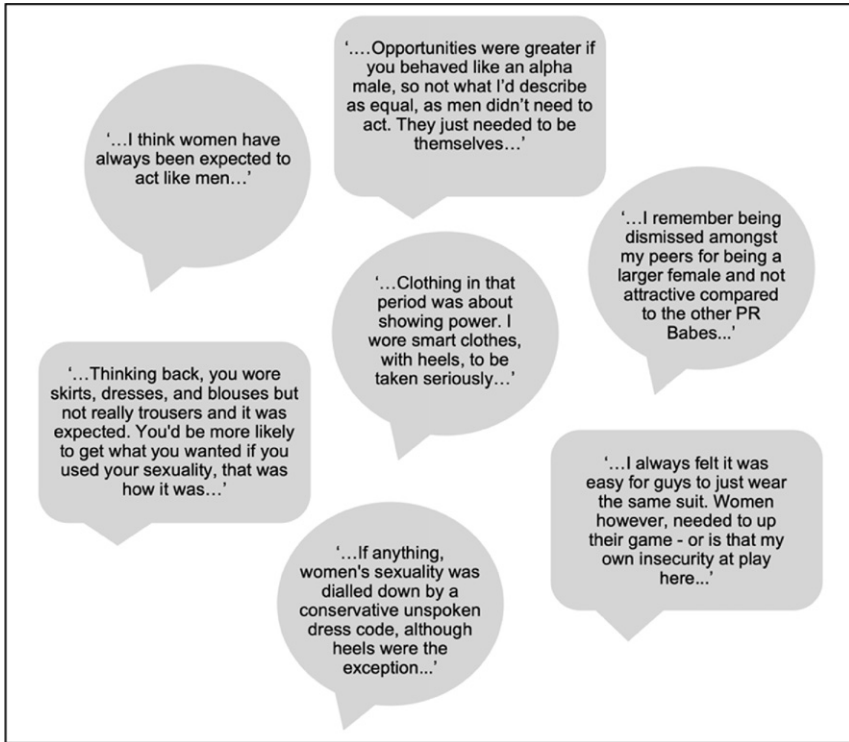 ‘….Opportunities were greater if
you behaved like an alpha
male, so not what I’d describe
as equal, as men didn’t need to
act. They just needed to be
themselves…’
‘…I think women have
always been expected to
act like men…’
‘…I remember being
dismissed amongst
my peers for being a
larger female and not
attractive compared
to the other PR
Babes...’
‘…Clothing in that
period was about
showing power. I
wore smart clothes,
with heels, to be
taken seriously…’
‘…Thinking back, you wore
skirts, dresses, and blouses but
not really trousers and it was
expected. You'd be more likely
to get what you wanted if you
used your sexuality, that was
how it was…’
‘…I always felt it was
easy for guys to just wear
the same suit. Women
however, needed to up
their game - or is that my
own insecurity at play
here...’
‘…If anything,
women's sexuality was
dialled down by a
conservative unspoken
dress code, although
heels were the
exception...’